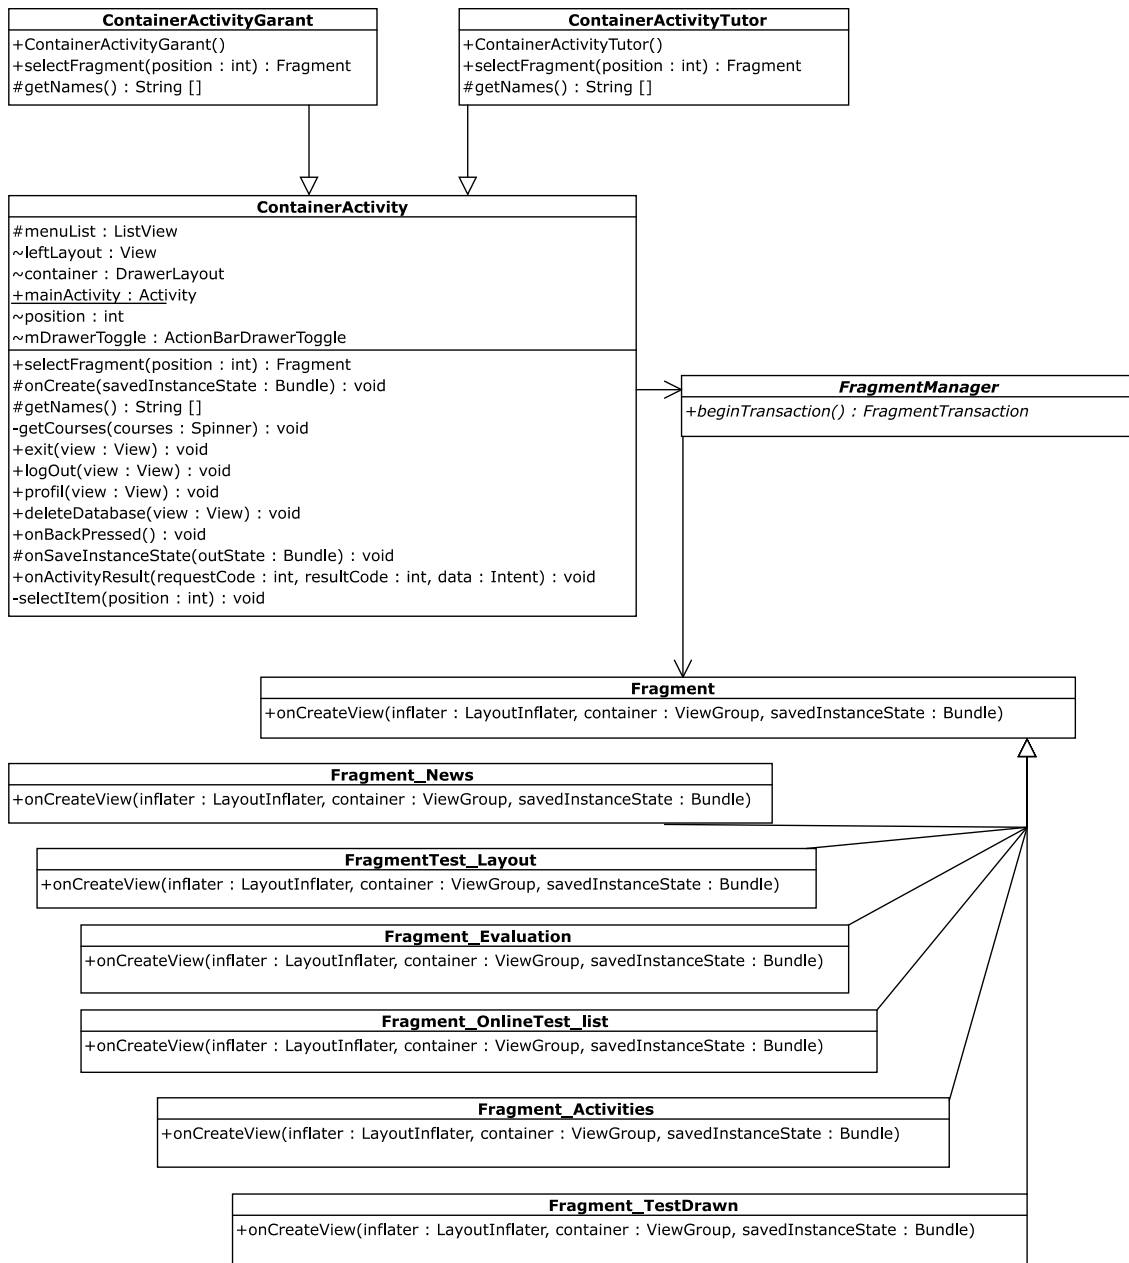 ContainerActivityGarant
+ContainerActivityGarant()
+selectFragment(position : int) : Fragment
#getNames() : String []
ContainerActivityTutor
+ContainerActivityTutor()
+selectFragment(position : int) : Fragment
#getNames() : String []
ContainerActivity
#menuList : ListView
~leftLayout : View
~container : DrawerLayout
+mainActivity : Activity
~position : int
~mDrawerToggle : ActionBarDrawerToggle
+selectFragment(position : int) : Fragment
#onCreate(savedInstanceState : Bundle) : void
#getNames() : String []
-getCourses(courses : Spinner) : void
+exit(view : View) : void
+logOut(view : View) : void
+profil(view : View) : void
+deleteDatabase(view : View) : void
+onBackPressed() : void
#onSaveInstanceState(outState : Bundle) : void
+onActivityResult(requestCode : int, resultCode : int, data : Intent) : void
-selectItem(position : int) : void
FragmentManager
+beginTransaction() : FragmentTransaction
Fragment
+onCreateView(inflater : LayoutInflater, container : ViewGroup, savedInstanceState : Bundle)
Fragment_News
+onCreateView(inflater : LayoutInflater, container : ViewGroup, savedInstanceState : Bundle)
FragmentTest_Layout
+onCreateView(inflater : LayoutInflater, container : ViewGroup, savedInstanceState : Bundle)
Fragment_Evaluation
+onCreateView(inflater : LayoutInflater, container : ViewGroup, savedInstanceState : Bundle)
Fragment_OnlineTest_list
+onCreateView(inflater : LayoutInflater, container : ViewGroup, savedInstanceState : Bundle)
Fragment_Activities
+onCreateView(inflater : LayoutInflater, container : ViewGroup, savedInstanceState : Bundle)
Fragment_TestDrawn
+onCreateView(inflater : LayoutInflater, container : ViewGroup, savedInstanceState : Bundle)